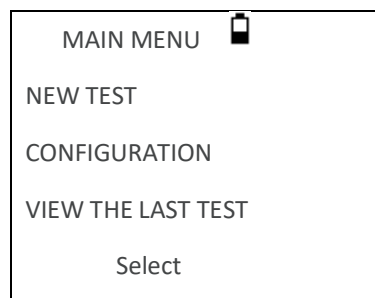 MAIN MENU
NEW TEST
CONFIGURATION
VIEW THE LAST TEST
Select